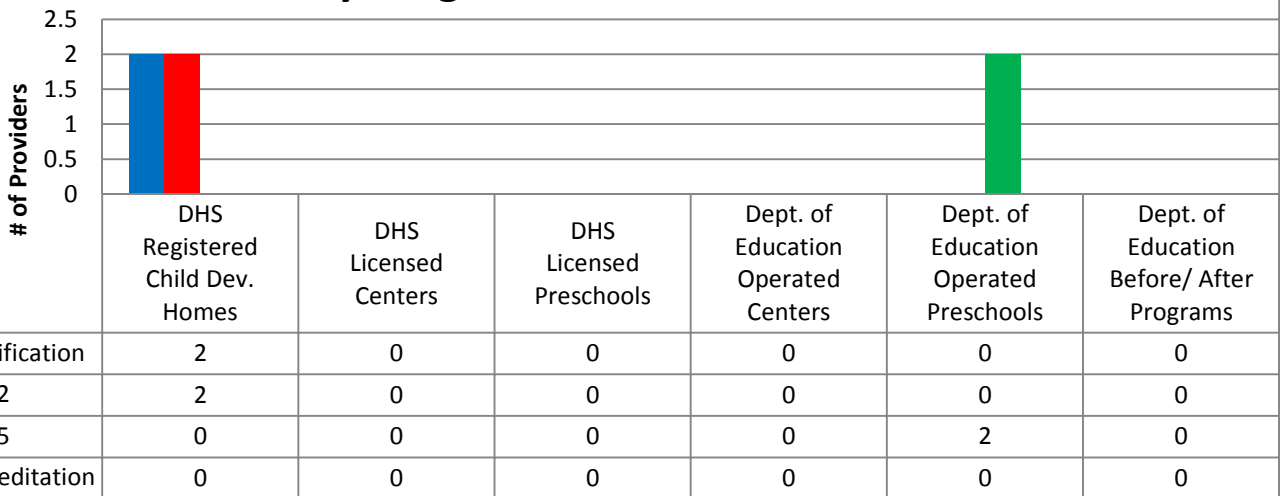 2.5
2
1.5
1
0.5
0
# of Providers
DHS
Registered
Child Dev.
Homes
DHS
Licensed
Centers
DHS
Licensed
Preschools
Dept. of
Education
Operated
Centers
Dept. of
Education
Operated
Preschools
Dept. of
Education
Before/ After
Programs
ification 2 0 0 0 0 0
2 2 0 0 0 0 0
5 0 0 0 0 2 0
editation 0 0 0 0 0 0